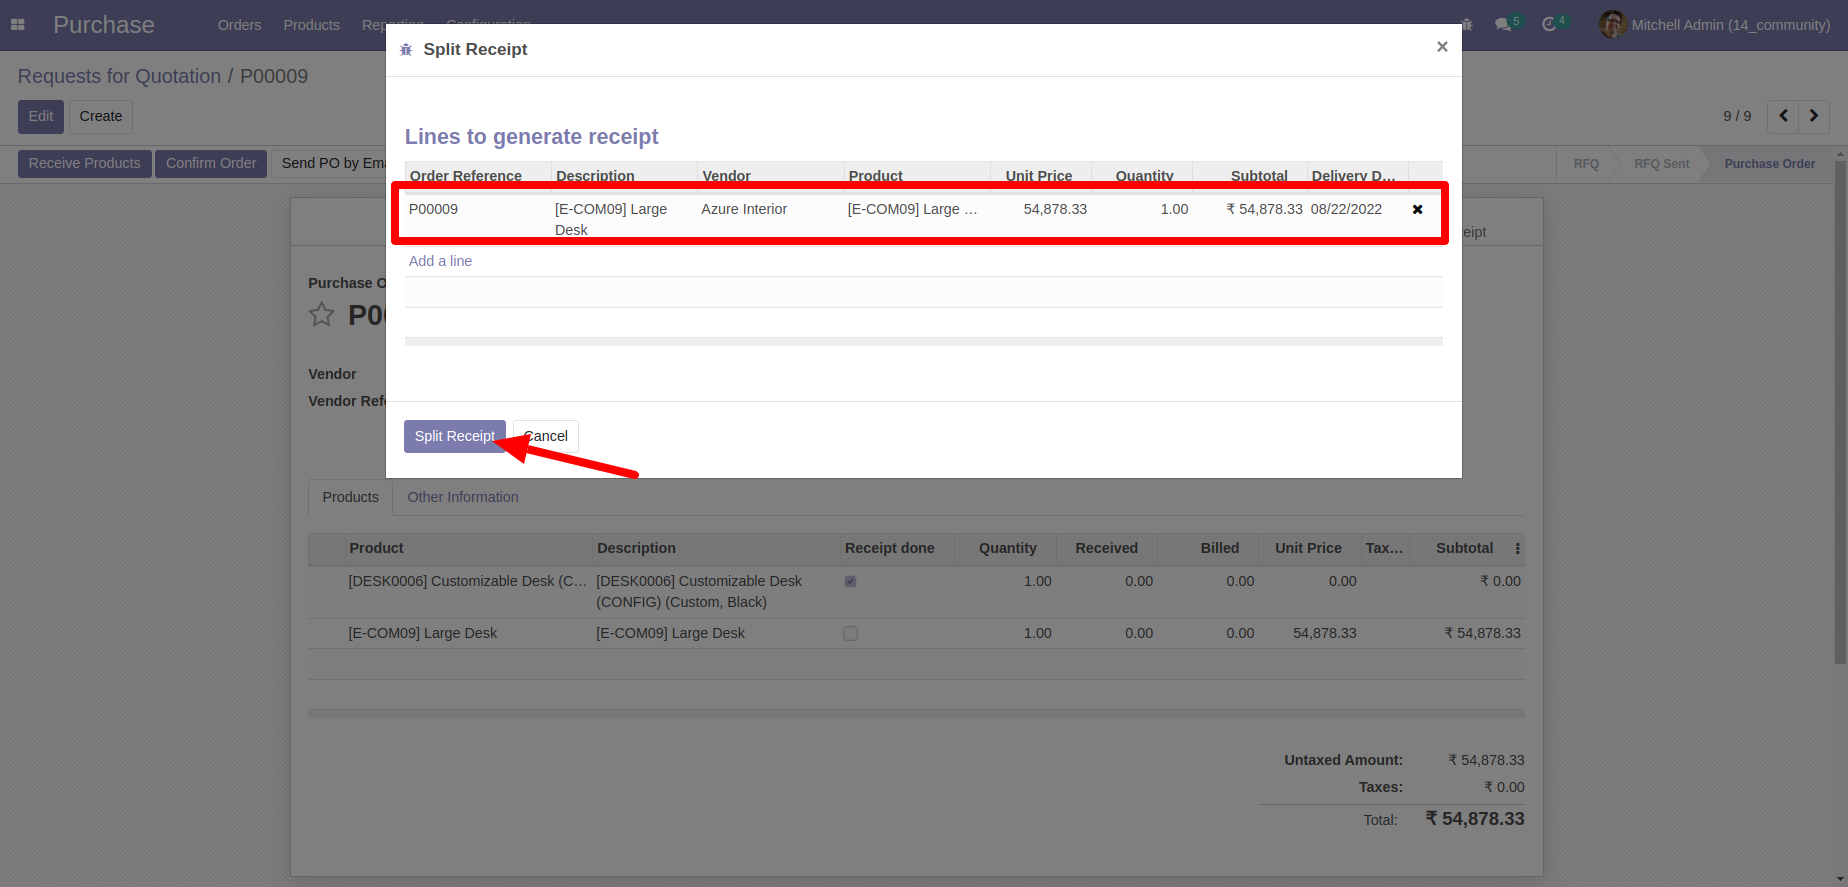 Purchase Orders Products Reporting Configuration 5 4 Mitchell Admin (14_community)
Split Receipt ×
Requests for Quotation / P00009
Edit Create 9 / 9
Lines to generate receipt
Receive Products Confirm Order Send PO by Ema RFQ RFQ Sent Purchase Order
Order Reference Description Vendor Product Unit Price Quantity Subtotal Delivery D...
P00009 [E-COM09] Large Desk Azure Interior [E-COM09] Large ... 54,878.33 1.00 ₹ 54,878.33 08/22/2022
eipt
Add a line
Purchase O
P00
Vendor
Vendor Refe
Split Receipt Cancel
Products Other Information
Product Description Receipt done Quantity Received Billed Unit Price Tax... Subtotal
[DESK0006] Customizable Desk (C... [DESK0006] Customizable Desk 1.00 0.00 0.00 0.00 ₹ 0.00
(CONFIG) (Custom, Black)
[E-COM09] Large Desk [E-COM09] Large Desk 1.00 0.00 0.00 54,878.33 ₹ 54,878.33
Untaxed Amount: ₹ 54,878.33
Taxes: ₹ 0.00
Total: ₹ 54,878.33